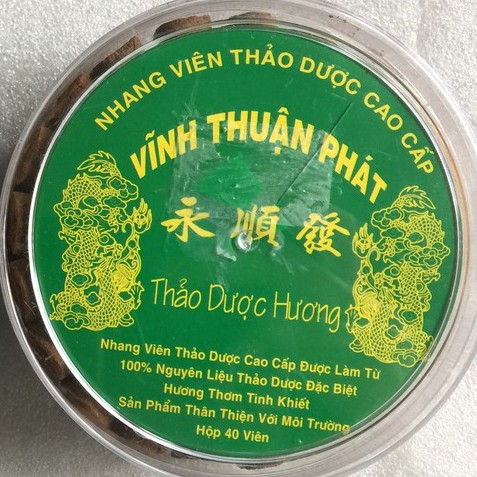 NHANG VIÊN THẢO DƯỢC CAO CẤP
VĨNH THUẬN PHÁT
永順發
Thảo Dược Hương
Nhang Viên Thảo Dược Cao Cấp Được Làm Từ
100% Nguyên Liệu Thảo Dược Đặc Biệt
Hương Thơm Tinh Khiết
Sản Phẩm Thân Thiện Với Môi Trường
Hộp 40 Viên